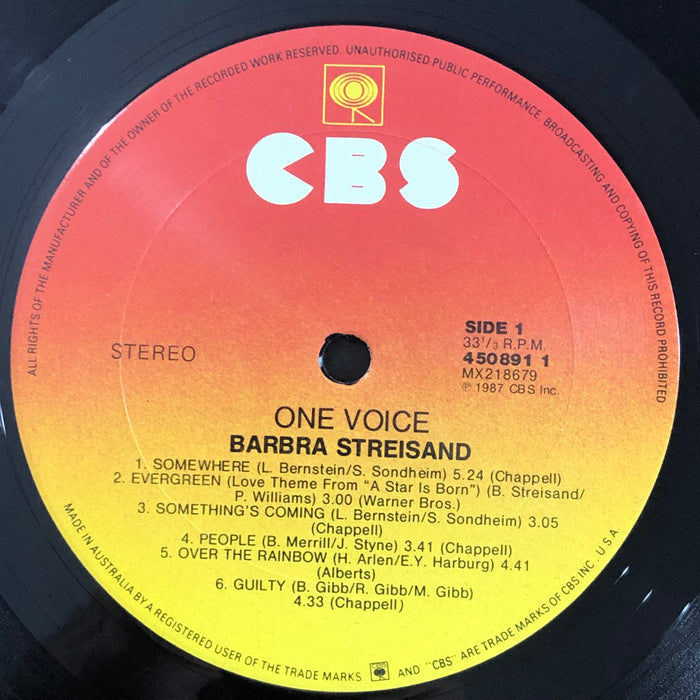 ALL RIGHTS OF THE MANUFACTURER AND OF THE OWNER OF THE RECORDED WORK RESERVED. UNAUTHORISED PUBLIC PERFORMANCE, BROADCASTING AND COPYING OF THIS RECORD PROHIBITED
CBS
STEREO
SIDE 1
33 1/3 R.P.M.
450891 1
MX218679
℗ 1987 CBS Inc.
ONE VOICE
BARBRA STREISAND
1. SOMEWHERE (L. Bernstein/S. Sondheim) 5.24 (Chappell)
2. EVERGREEN (Love Theme From "A Star Is Born") (B. Streisand/
P. Williams) 3.00 (Warner Bros.)
3. SOMETHING'S COMING (L. Bernstein/S. Sondheim) 3.05
(Chappell)
4. PEOPLE (B. Merrill/J. Styne) 3.41 (Chappell)
5. OVER THE RAINBOW (H. Arlen/E.Y. Harburg) 4.41
(Alberts)
6. GUILTY (B. Gibb/R. Gibb/M. Gibb)
4.33 (Chappell)
MADE IN AUSTRALIA BY A REGISTERED USER OF THE TRADE MARKS AND "CBS" ARE TRADE MARKS OF CBS INC. U S A